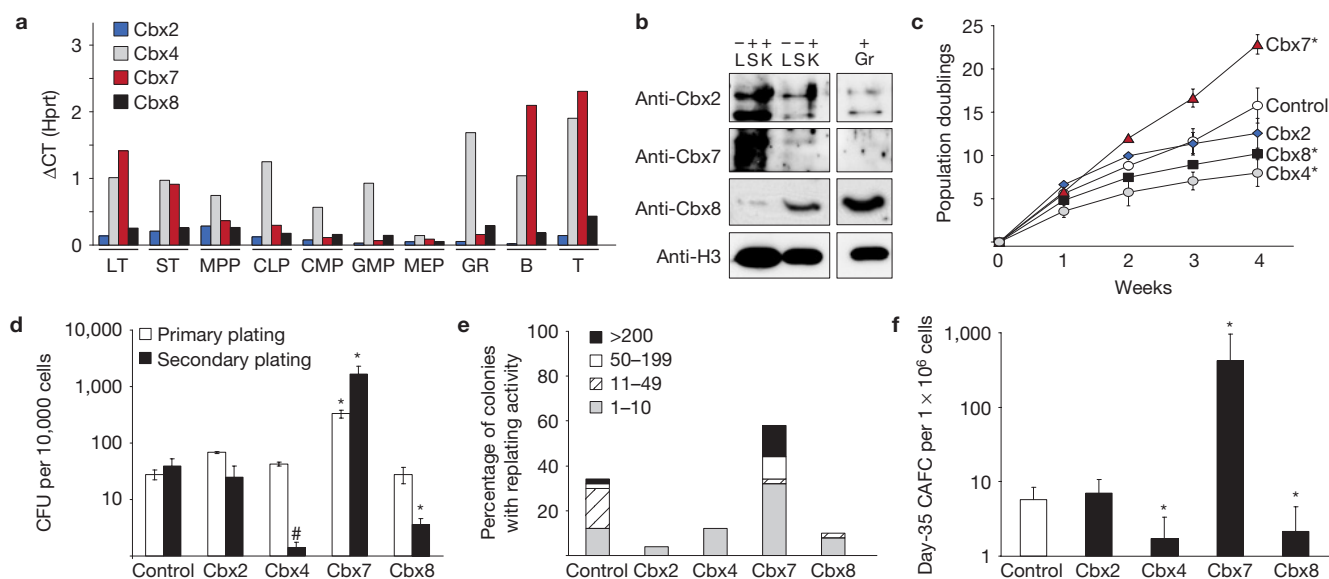 a
Cbx2
Cbx4
Cbx7
Cbx8
ΔCT (Hprt)
3
2
1
0
LT ST MPP CLP CMP GMP MEP GR B T
b
– + + – – + +
L S K L S K Gr
Anti-Cbx2
Anti-Cbx7
Anti-Cbx8
Anti-H3
c
Population doublings
25
20
15
10
5
0 1 2 3 4
Weeks
Cbx7*
Control
Cbx2
Cbx8*
Cbx4*
d
CFU per 10,000 cells
10,000
1,000
100
10
Primary plating
Secondary plating
# * * *
Control Cbx2 Cbx4 Cbx7 Cbx8
e
Percentage of colonies
with replating activity
100
80
60
40
20
>200
50–199
11–49
1–10
Control Cbx2 Cbx4 Cbx7 Cbx8
f
Day-35 CAFC per 1 × 10⁶ cells
1,000
100
10
1
* * *
Control Cbx2 Cbx4 Cbx7 Cbx8